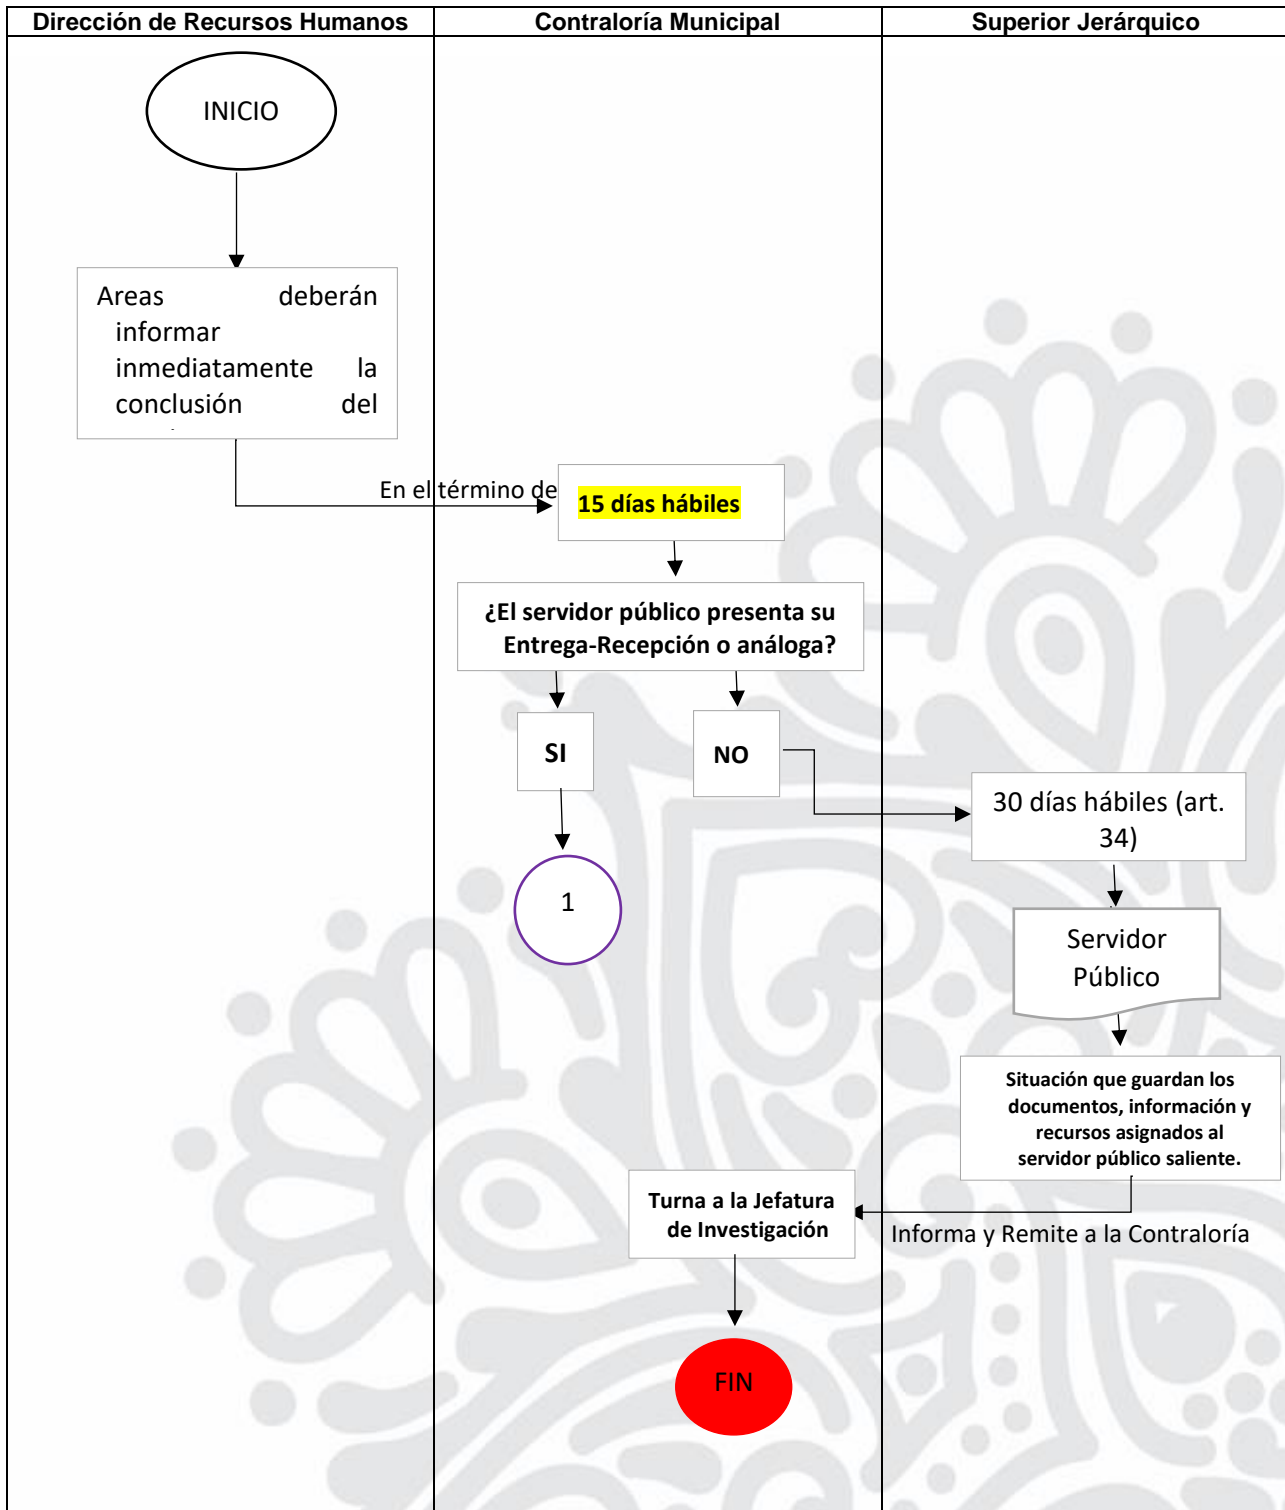 Dirección de Recursos Humanos
Contraloría Municipal
Superior Jerárquico
INICIO
Areas deberán
informar
inmediatamente la
conclusión del
En el término de
15 días hábiles
¿El servidor público presenta su
Entrega-Recepción o análoga?
SI
NO
30 días hábiles (art.
34)
1
Servidor
Público
Situación que guardan los
documentos, información y
recursos asignados al
servidor público saliente.
Turna a la Jefatura
de Investigación
Informa y Remite a la Contraloría
FIN